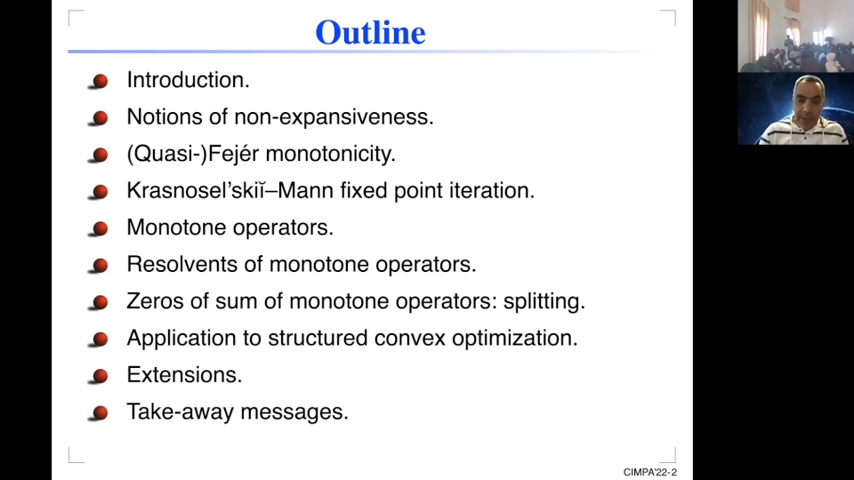 Outline
Introduction.
Notions of non-expansiveness.
(Quasi-)Fejér monotonicity.
Krasnosel'skiĭ–Mann fixed point iteration.
Monotone operators.
Resolvents of monotone operators.
Zeros of sum of monotone operators: splitting.
Application to structured convex optimization.
Extensions.
Take-away messages.
CIMPA'22-2